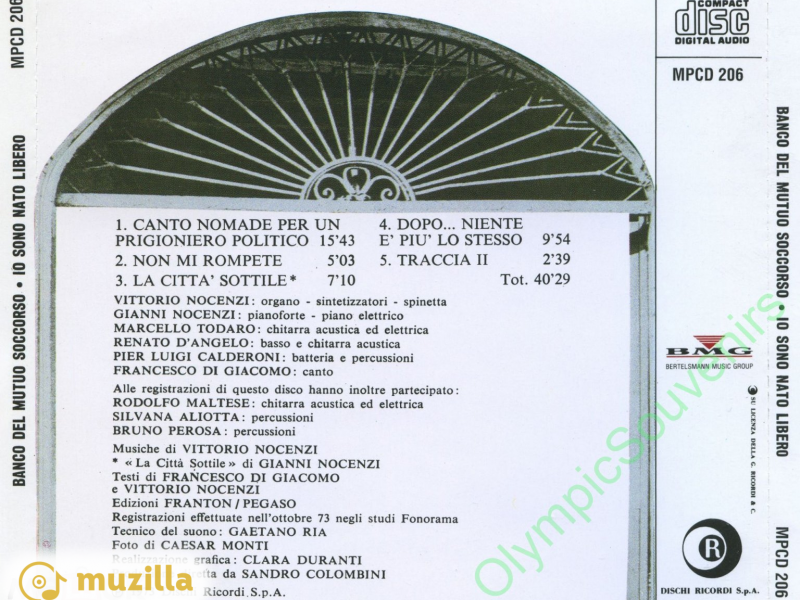 MPCD 206
BANCO DEL MUTUO SOCCORSO • IO SONO NATO LIBERO
COMPACT
disc
DIGITAL AUDIO
MPCD 206
1. CANTO NOMADE PER UN
PRIGIONIERO POLITICO 15'43
2. NON MI ROMPETE 5'03
3. LA CITTA' SOTTILE* 7'10
4. DOPO... NIENTE
E' PIU' LO STESSO 9'54
5. TRACCIA II 2'39
Tot. 40'29
VITTORIO NOCENZI: organo - sintetizzatori - spinetta
GIANNI NOCENZI: pianoforte - piano elettrico
MARCELLO TODARO: chitarra acustica ed elettrica
RENATO D'ANGELO: basso e chitarra acustica
PIER LUIGI CALDERONI: batteria e percussioni
FRANCESCO DI GIACOMO: canto
Alle registrazioni di questo disco hanno inoltre partecipato:
RODOLFO MALTESE: chitarra acustica ed elettrica
SILVANA ALIOTTA: percussioni
BRUNO PEROSA: percussioni
Musiche di VITTORIO NOCENZI
* «La Città Sottile» di GIANNI NOCENZI
Testi di FRANCESCO DI GIACOMO
e VITTORIO NOCENZI
Edizioni FRANTON/PEGASO
Registrazioni effettuate nell'ottobre 73 negli studi Fonorama
Tecnico del suono: GAETANO RIA
Foto di CAESAR MONTI
Realizzazione grafica: CLARA DURANTI
da SANDRO COLOMBINI
Ricordi S.p.A.
BMG
BERTELSMANN MUSIC GROUP
SU LICENZA DELLA G. RICORDI & C.
R
DISCHI RICORDI S.p.A.
BANCO DEL MUTUO SOCCORSO • IO SONO NATO LIBERO
MPCD 206
OlympicSouvenirs
muzilla